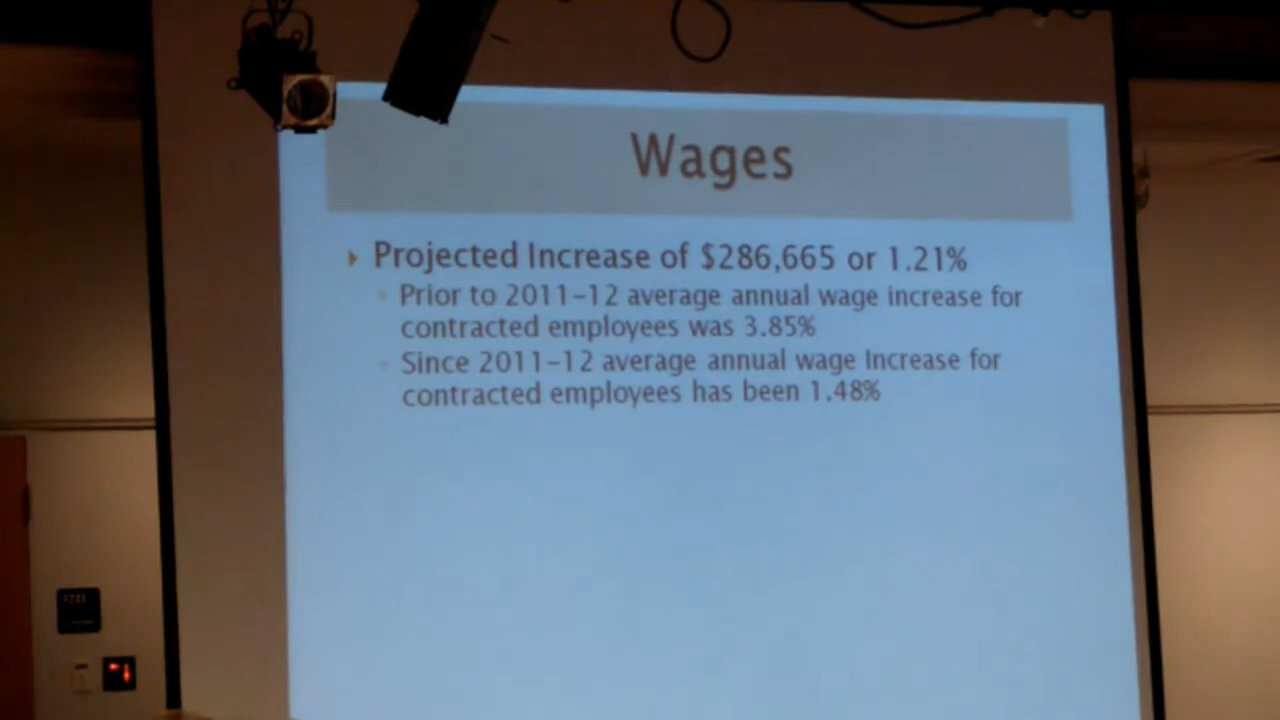 Wages
Projected Increase of $286,665 or 1.21%
Prior to 2011-12 average annual wage increase for
contracted employees was 3.85%
Since 2011-12 average annual wage Increase for
contracted employees has been 1.48%